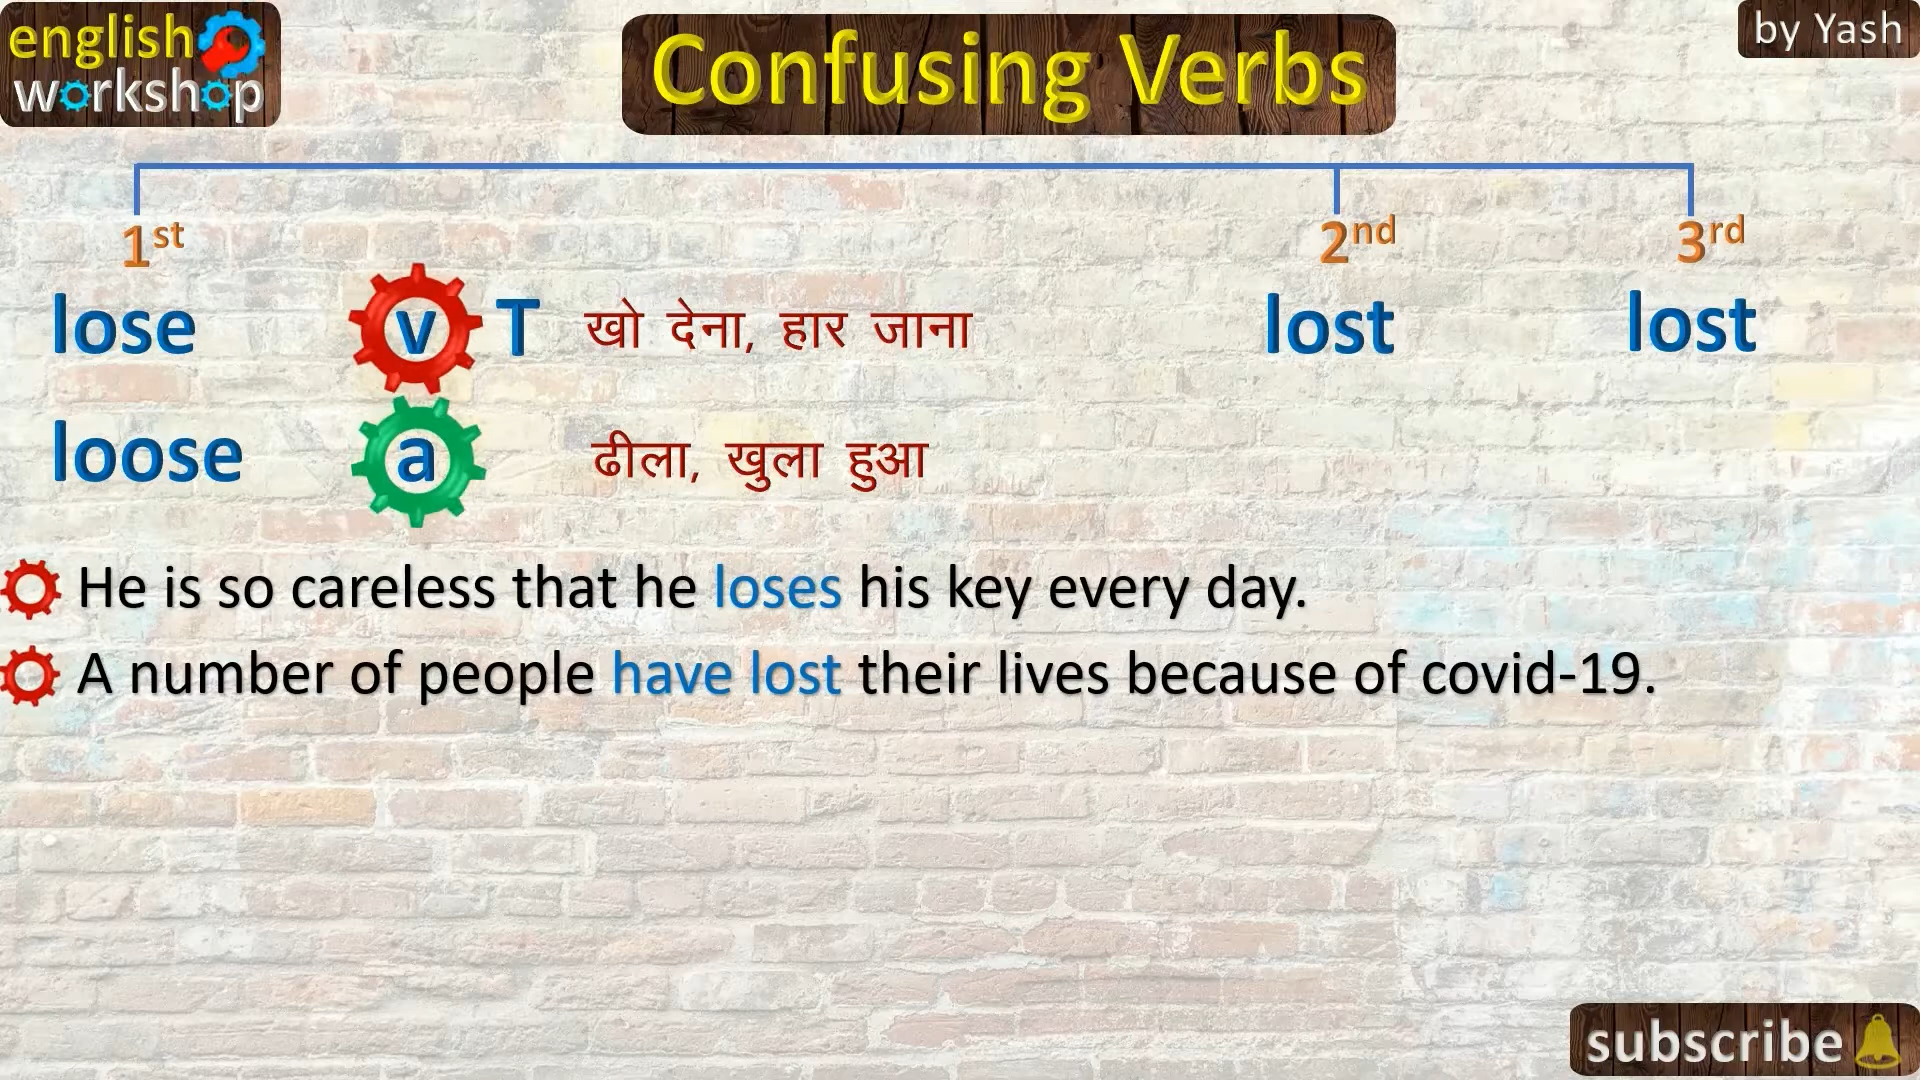 english
workshop
Confusing Verbs
by Yash
1st 2nd 3rd
lose v T खो देना, हार जाना lost lost
loose a ढीला, खुला हुआ
He is so careless that he loses his key every day.
A number of people have lost their lives because of covid-19.
subscribe